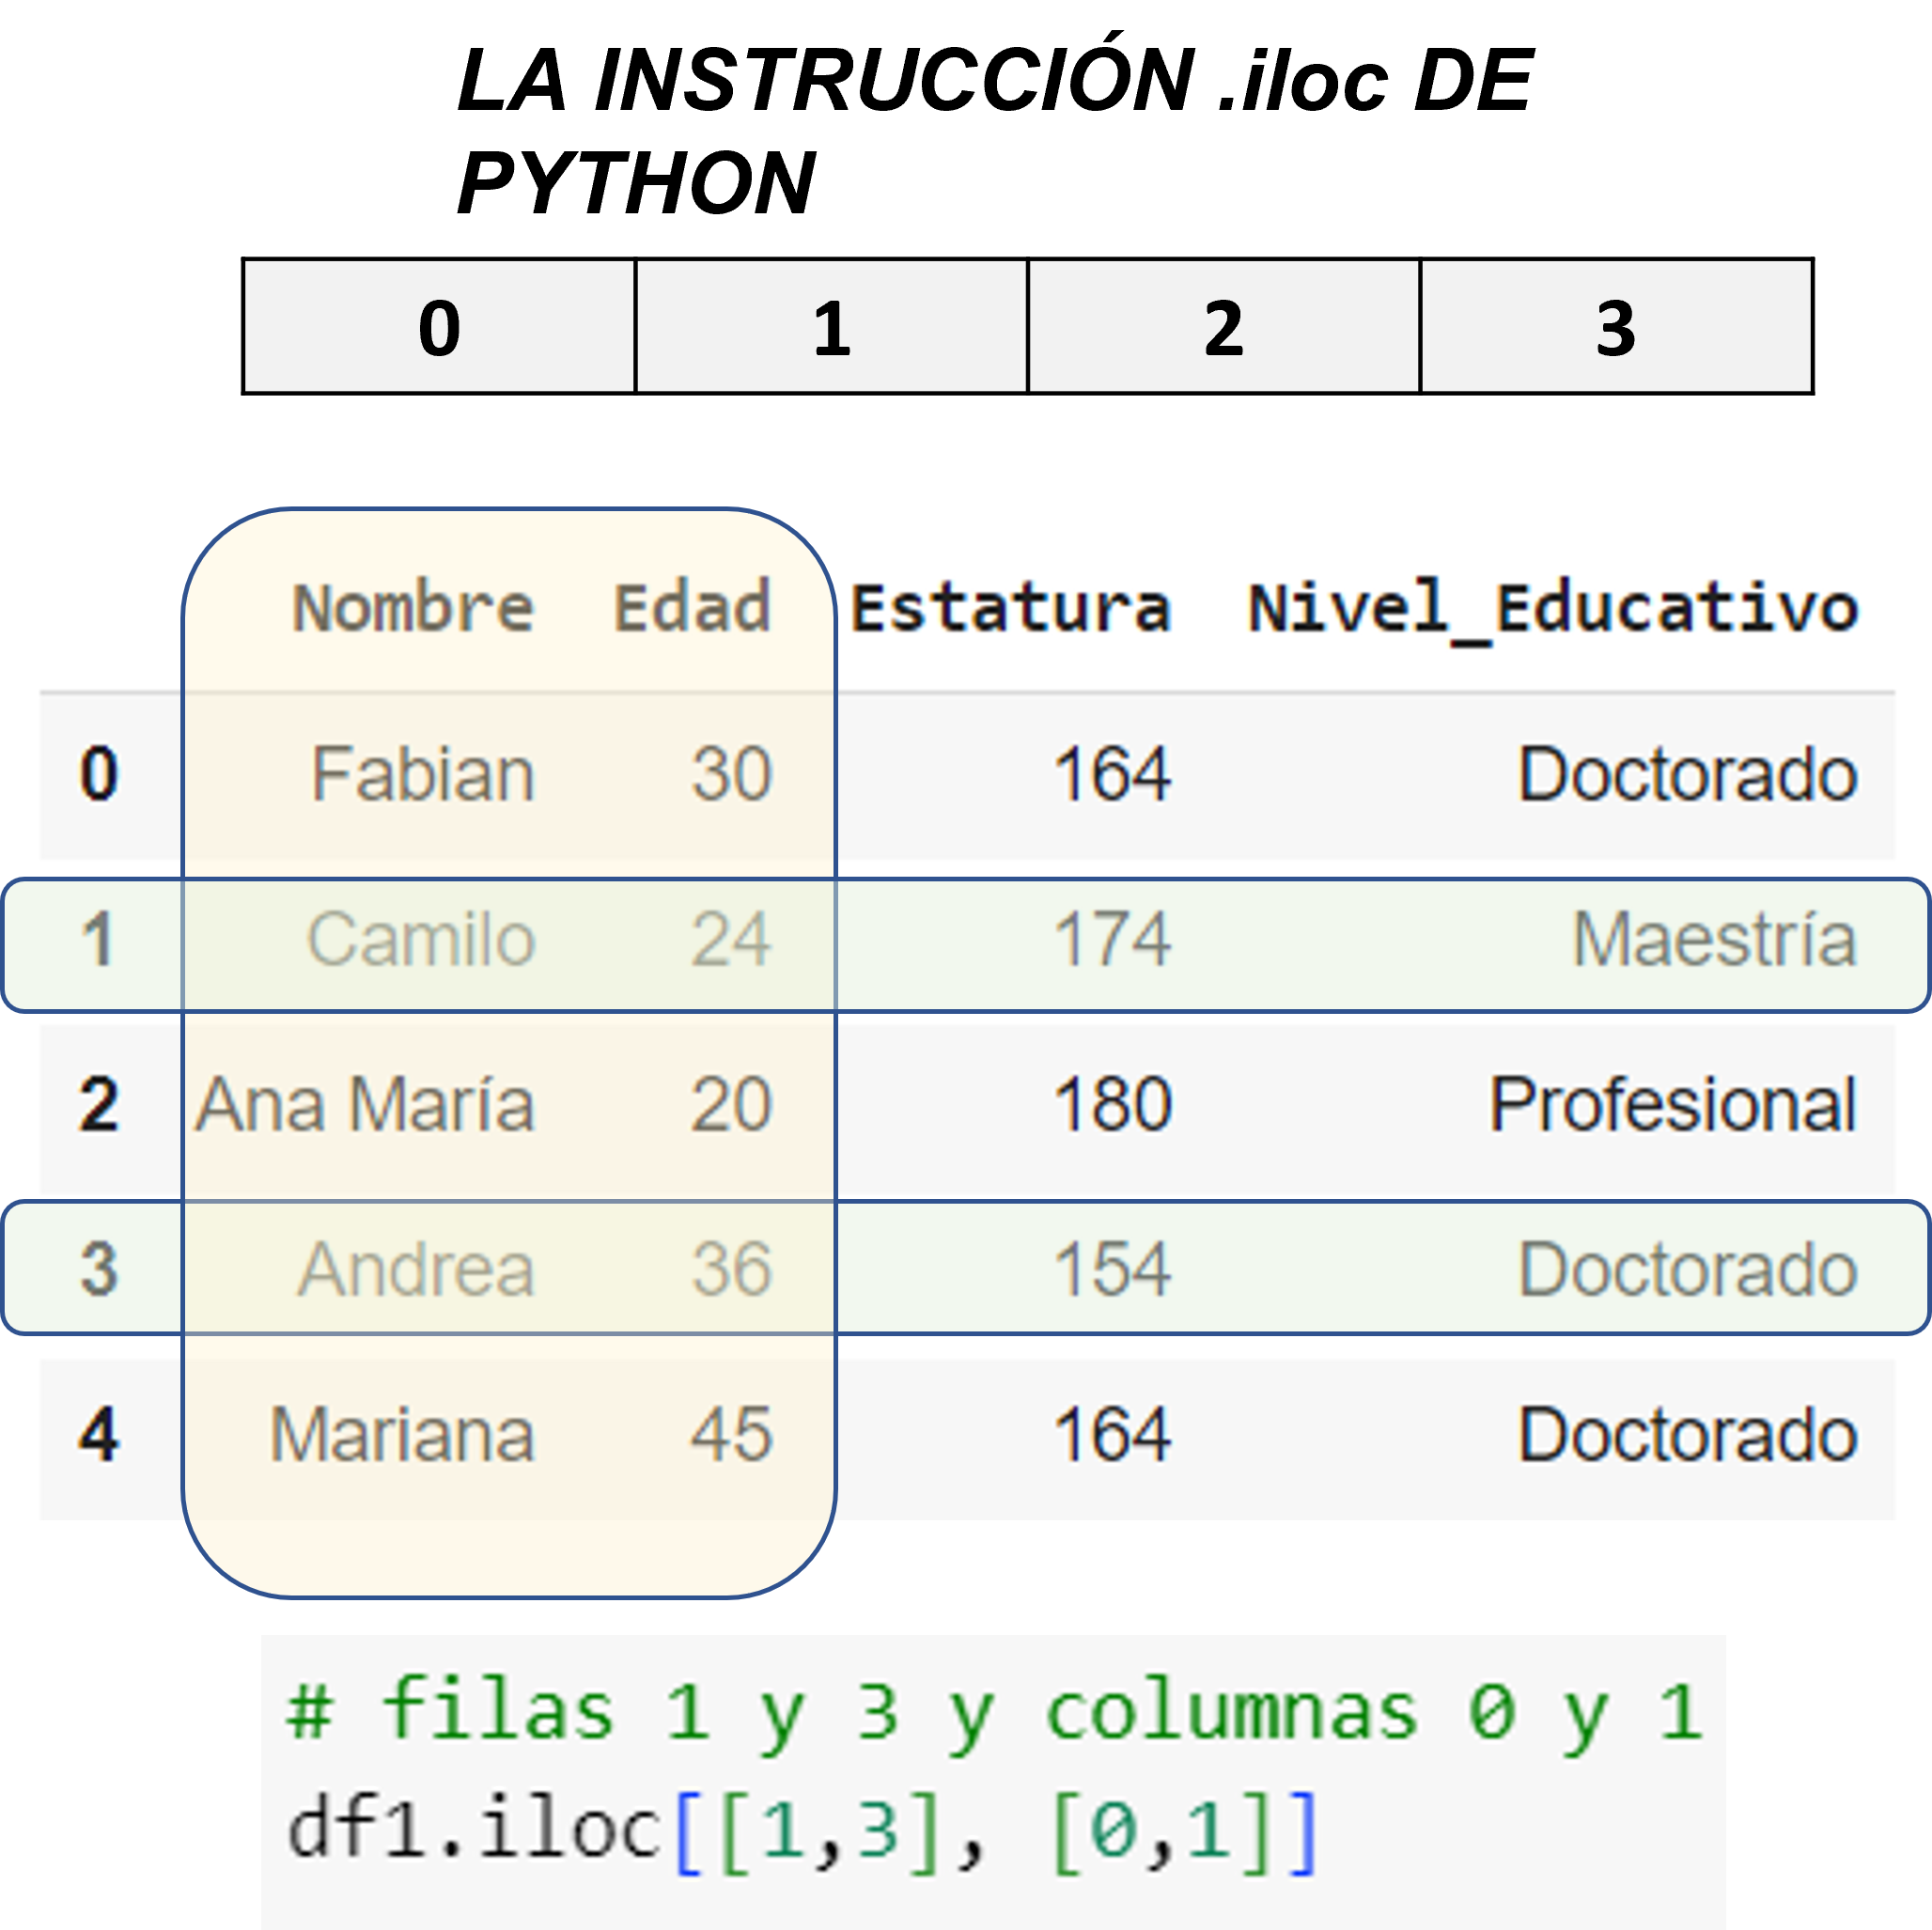 LA INSTRUCCIÓN .iloc DE
PYTHON
0 1 2 3
Nombre Edad Estatura Nivel_Educativo
0 Fabian 30 164 Doctorado
1 Camilo 24 174 Maestría
2 Ana María 20 180 Profesional
3 Andrea 36 154 Doctorado
4 Mariana 45 164 Doctorado
# filas 1 y 3 y columnas 0 y 1
df1.iloc[[1,3], [0,1]]